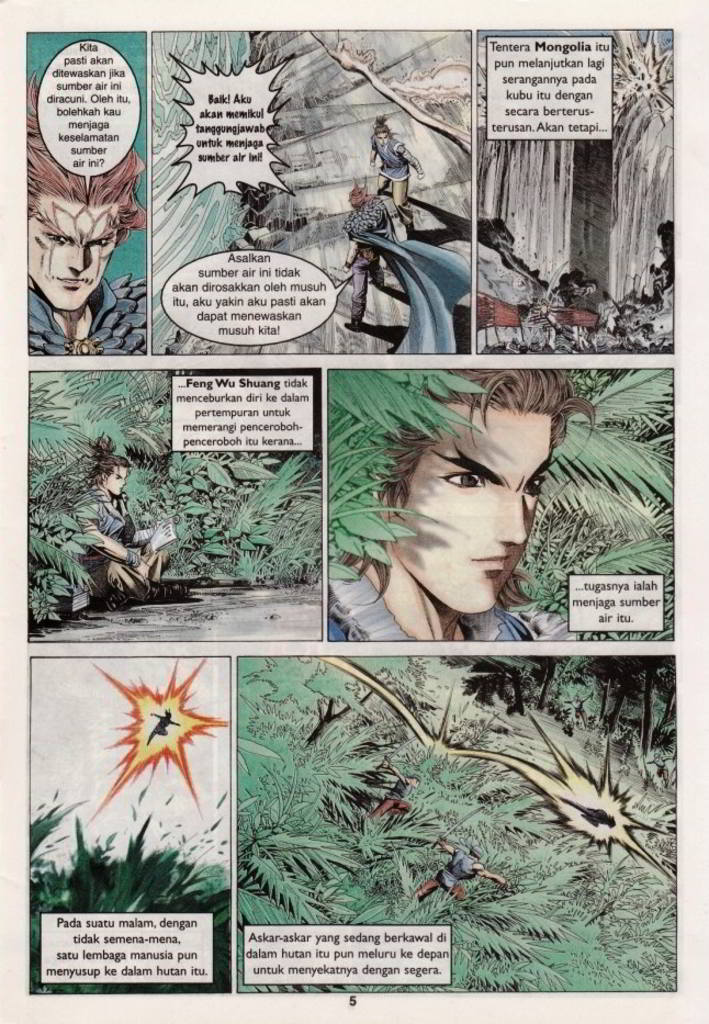 Kita
pasti akan
ditewaskan jika
sumber air ini
diracuni. Oleh itu,
bolehkah kau
menjaga
keselamatan
sumber
air ini?
Baik! Aku
akan memikul
tanggungjawab
untuk menjaga
sumber air ini!
Asalkan
sumber air ini tidak
akan dirosakkan oleh musuh
itu, aku yakin aku pasti akan
dapat menewaskan
musuh kita!
Tentera Mongolia itu
pun melanjutkan lagi
serangannya pada
kubu itu dengan
secara berterus-
terusan. Akan tetapi...
...Feng Wu Shuang tidak
menceburkan diri ke dalam
pertempuran untuk
memerangi penceroboh-
penceroboh itu kerana...
...tugasnya ialah
menjaga sumber
air itu.
Pada suatu malam, dengan
tidak semena-mena,
satu lembaga manusia pun
menyusup ke dalam hutan itu.
Askar-askar yang sedang berkawal di
dalam hutan itu pun meluru ke depan
untuk menyekatnya dengan segera.
5